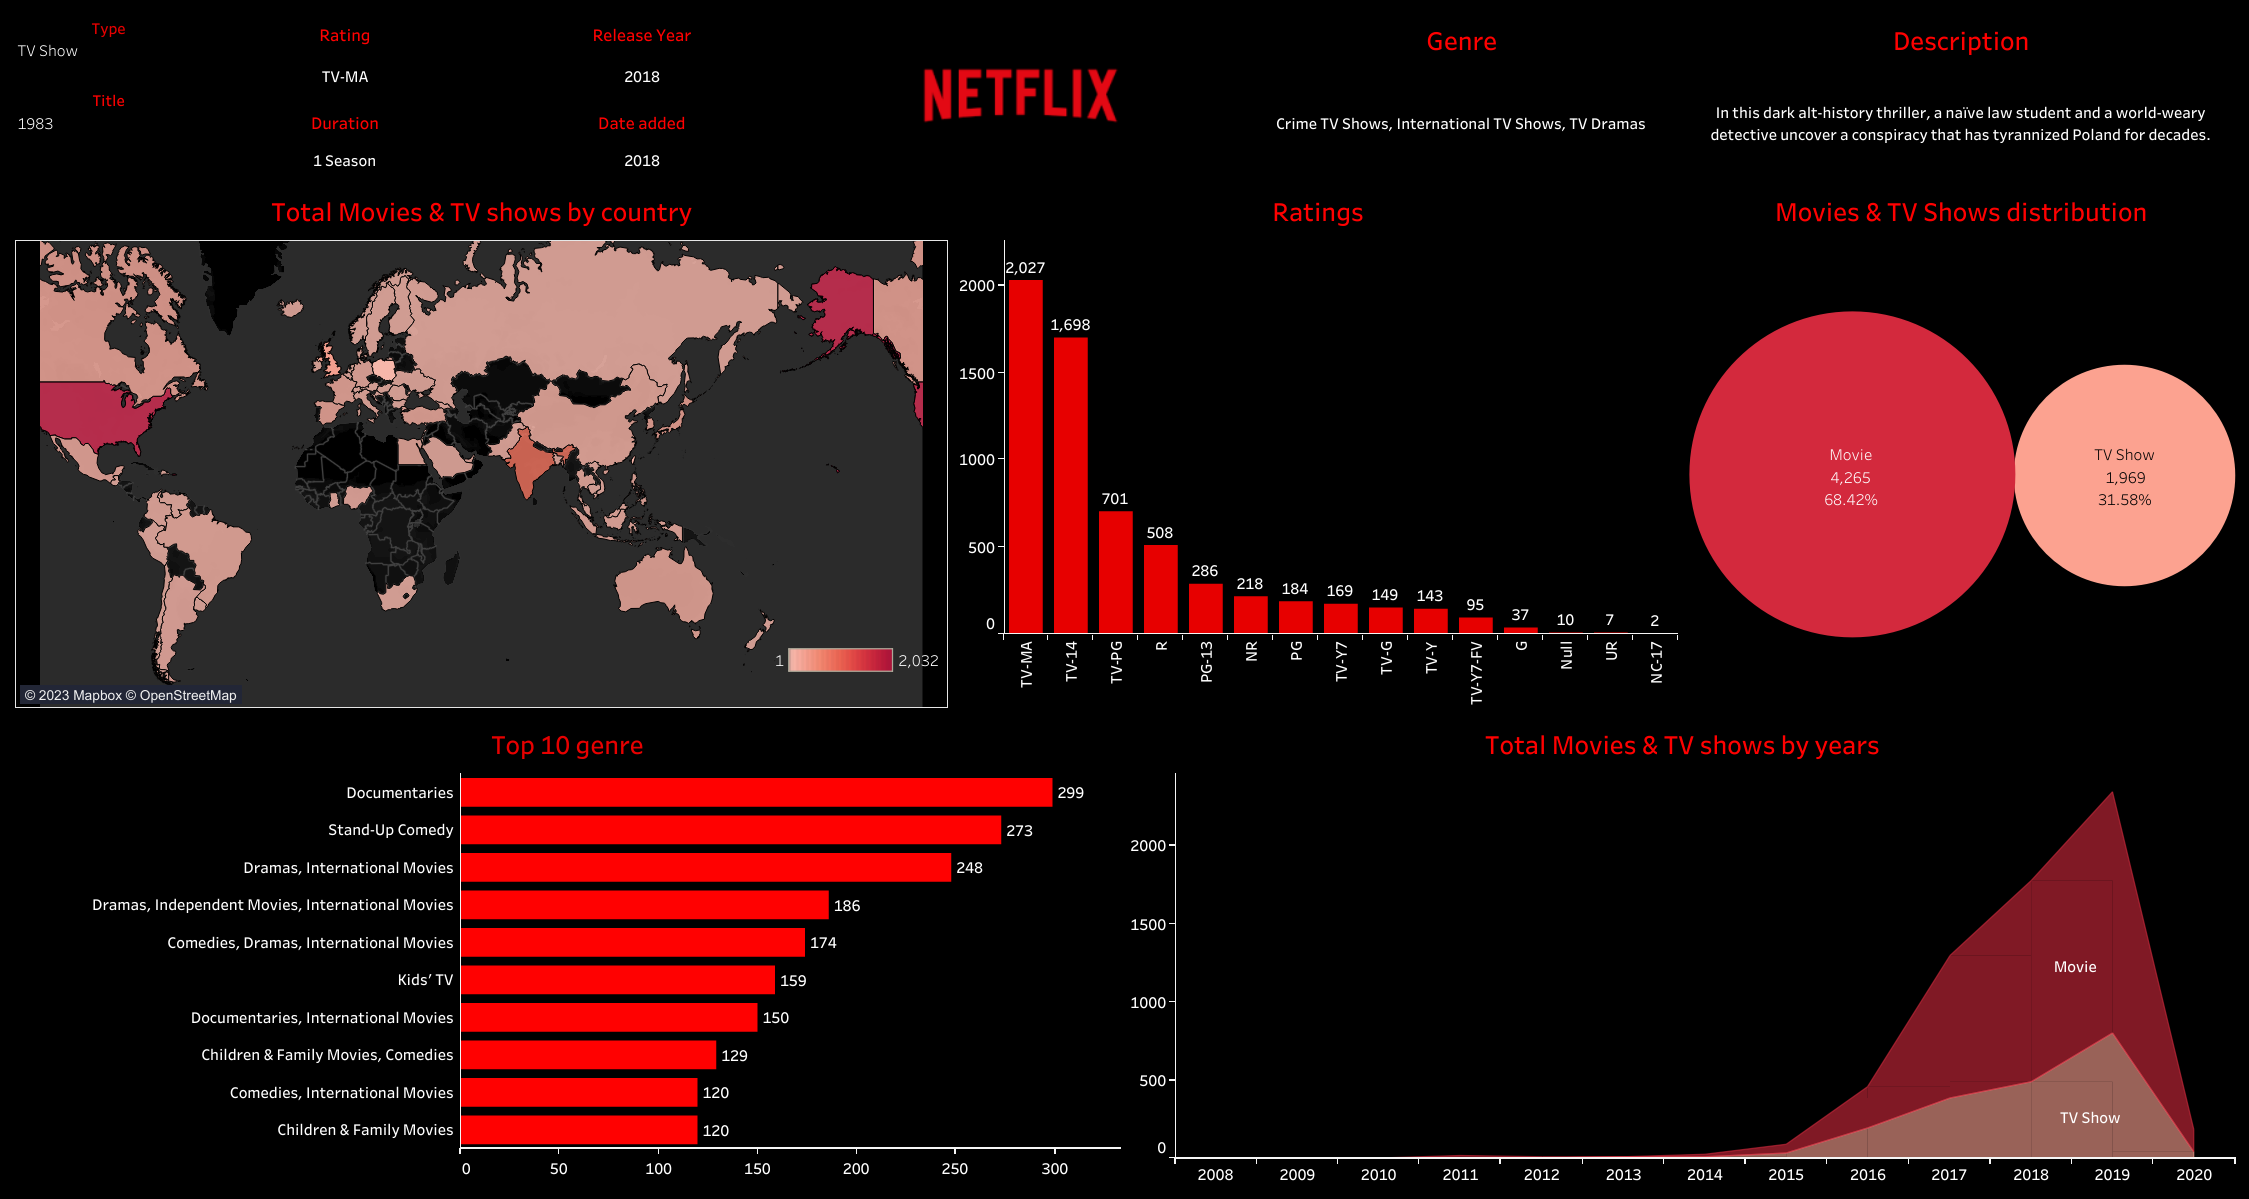 Type
TV Show
Title
1983
Rating
TV-MA
Duration
1 Season
Release Year
2018
Date added
2018
NETFLIX
Genre
Crime TV Shows, International TV Shows, TV Dramas
Description
In this dark alt-history thriller, a naïve law student and a world-weary
detective uncover a conspiracy that has tyrannized Poland for decades.
Total Movies & TV shows by country
1
2,032
© 2023 Mapbox © OpenStreetMap
Ratings
2000
1500
1000
500
0
2,027
1,698
701
508
286
218
184
169
149
143
95
37
10
7
2
TV-MA
TV-14
TV-PG
R
PG-13
NR
PG
TV-Y7
TV-G
TV-Y
TV-Y7-FV
G
Null
UR
NC-17
Movies & TV Shows distribution
Movie
4,265
68.42%
TV Show
1,969
31.58%
Top 10 genre
Documentaries 299
Stand-Up Comedy 273
Dramas, International Movies 248
Dramas, Independent Movies, International Movies 186
Comedies, Dramas, International Movies 174
Kids' TV 159
Documentaries, International Movies 150
Children & Family Movies, Comedies 129
Comedies, International Movies 120
Children & Family Movies 120
0 50 100 150 200 250 300
Total Movies & TV shows by years
2000
1500
1000
500
0
Movie
TV Show
2008 2009 2010 2011 2012 2013 2014 2015 2016 2017 2018 2019 2020